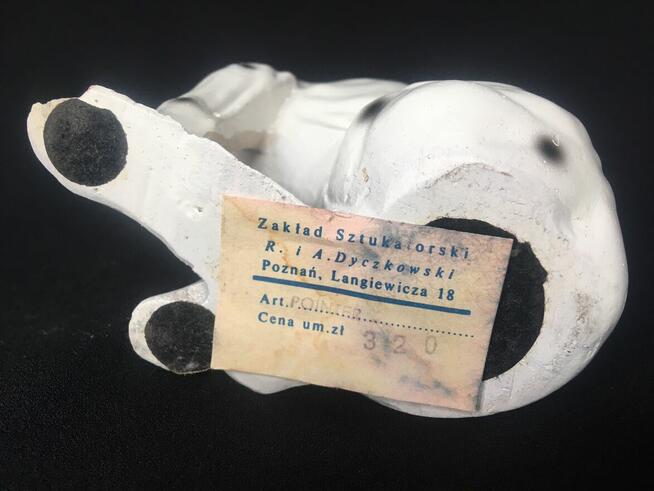 Zakład Sztukatorski
R. i A. Dyczkowski
Poznań, Langiewicza 18
Art. POINTER
Cena um. zł 320